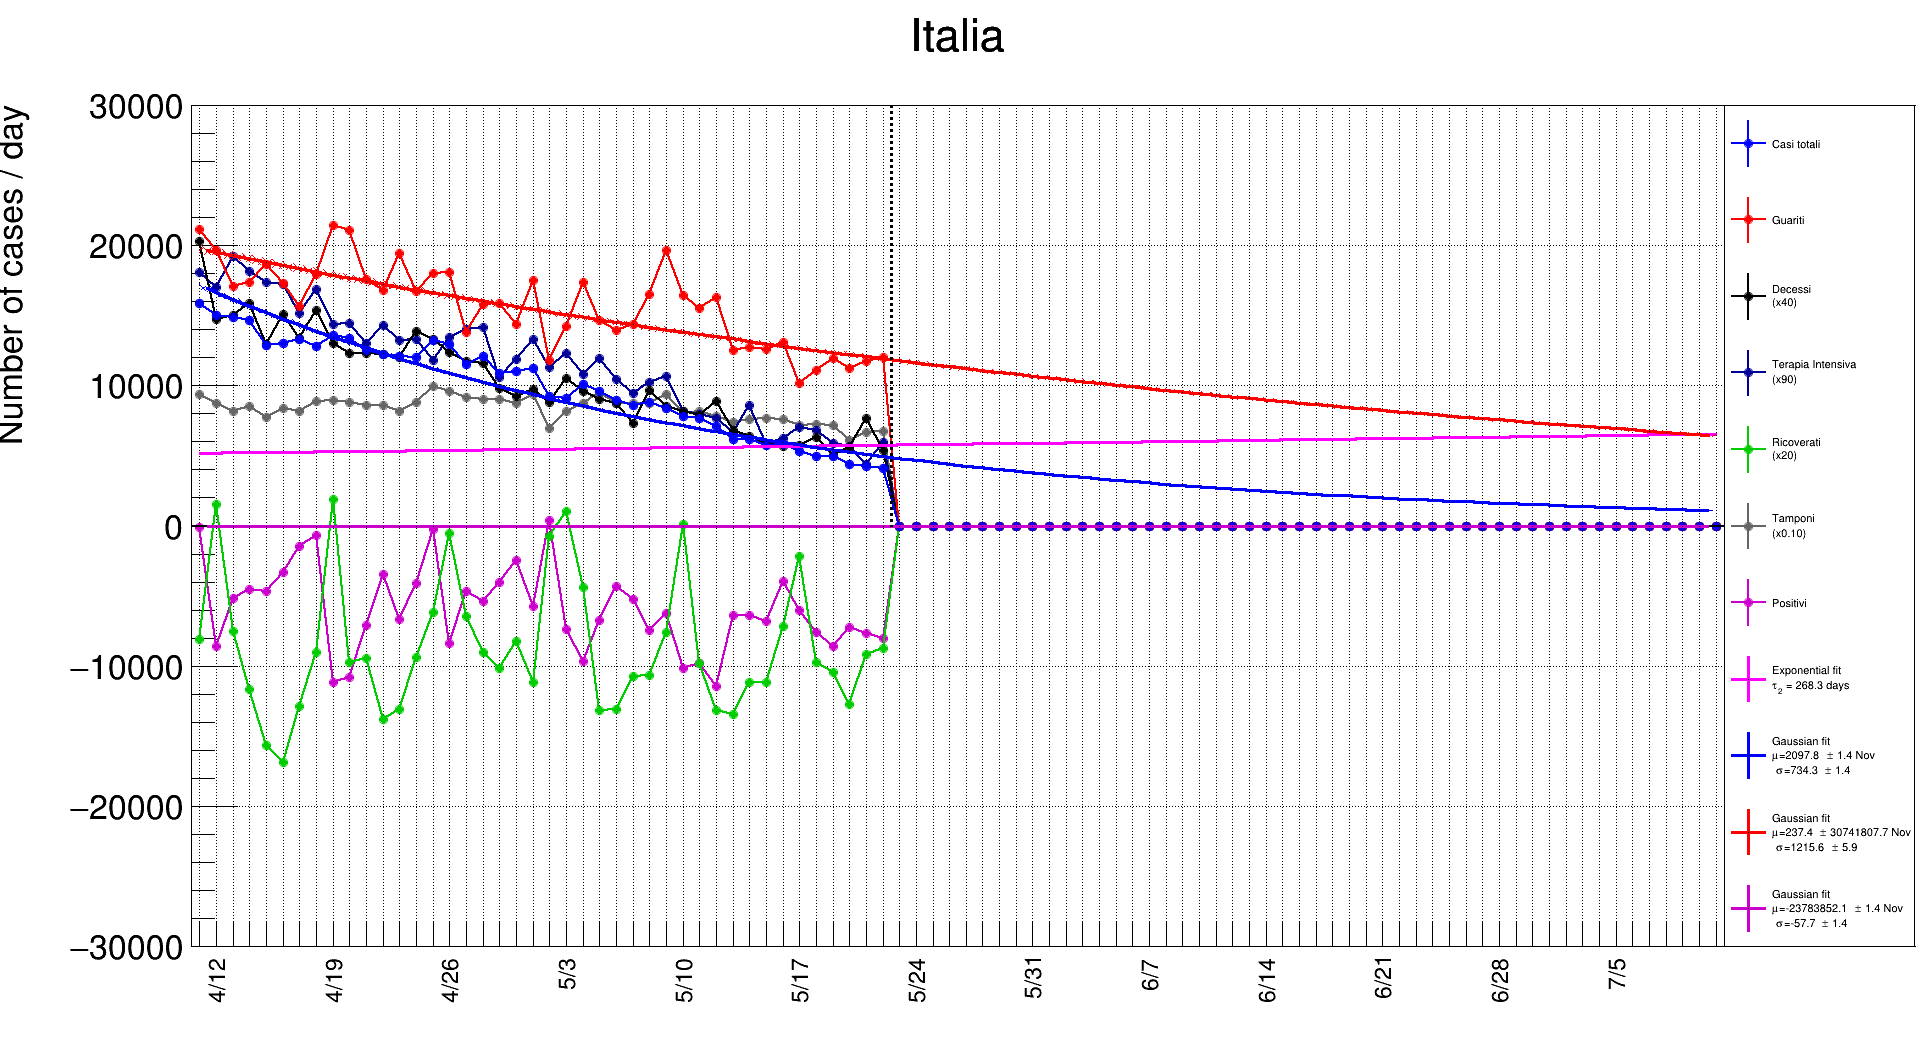 Italia
Number of cases / day
30000
20000
10000
0
−10000
−20000
−30000
4/12
4/19
4/26
5/3
5/10
5/17
5/24
5/31
6/7
6/14
6/21
6/28
7/5
Casi totali
Guariti
Decessi
(x40)
Terapia Intensiva
(x90)
Ricoverati
(x20)
Tamponi
(x0.10)
Positivi
Exponential fit
τ2 = 268.3 days
Gaussian fit
μ=2097.8 ± 1.4 Nov
σ=734.3 ± 1.4
Gaussian fit
μ=237.4 ± 30741807.7 Nov
σ=1215.6 ± 5.9
Gaussian fit
μ=-23783852.1 ± 1.4 Nov
σ=-57.7 ± 1.4